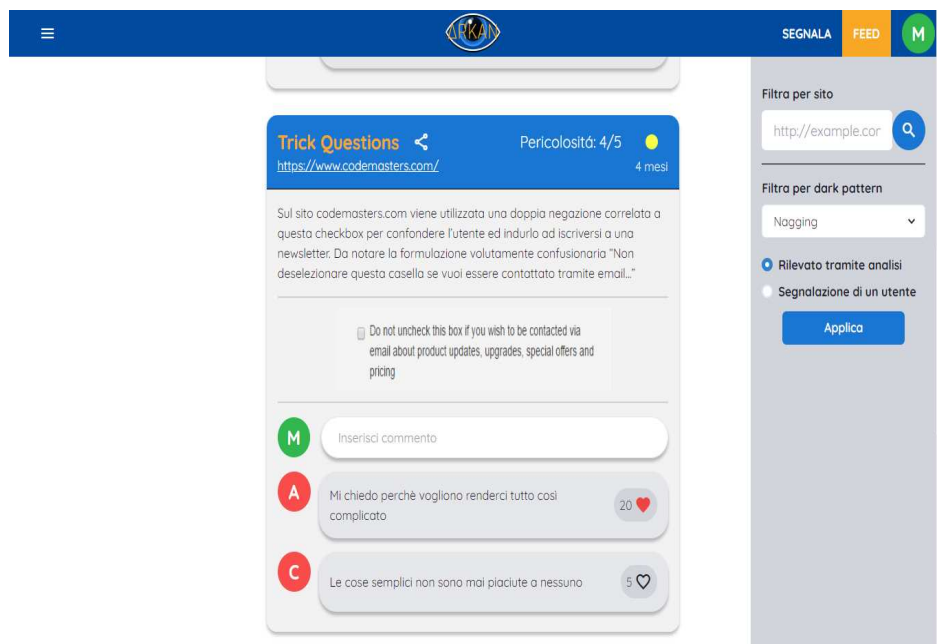 ARKAN
SEGNALA
FEED
M
Trick Questions
Pericolositá: 4/5
https://www.codemasters.com/
4 mesi
Sul sito codemasters.com viene utilizzata una doppia negazione correlata a
questa checkbox per confondere l'utente ed indurlo ad iscriversi a una
newsletter. Da notare la formulazione volutamente confusionaria "Non
deselezionare questa casella se vuoi essere contattato tramite email..."
Do not uncheck this box if you wish to be contacted via
email about product updates, upgrades, special offers and
pricing
M
Inserisci commento
A
Mi chiedo perchè vogliono renderci tutto così
complicato
20
C
Le cose semplici non sono mai piaciute a nessuno
5
Filtra per sito
http://example.cor
Filtra per dark pattern
Nagging
Rilevato tramite analisi
Segnalazione di un utente
Applica